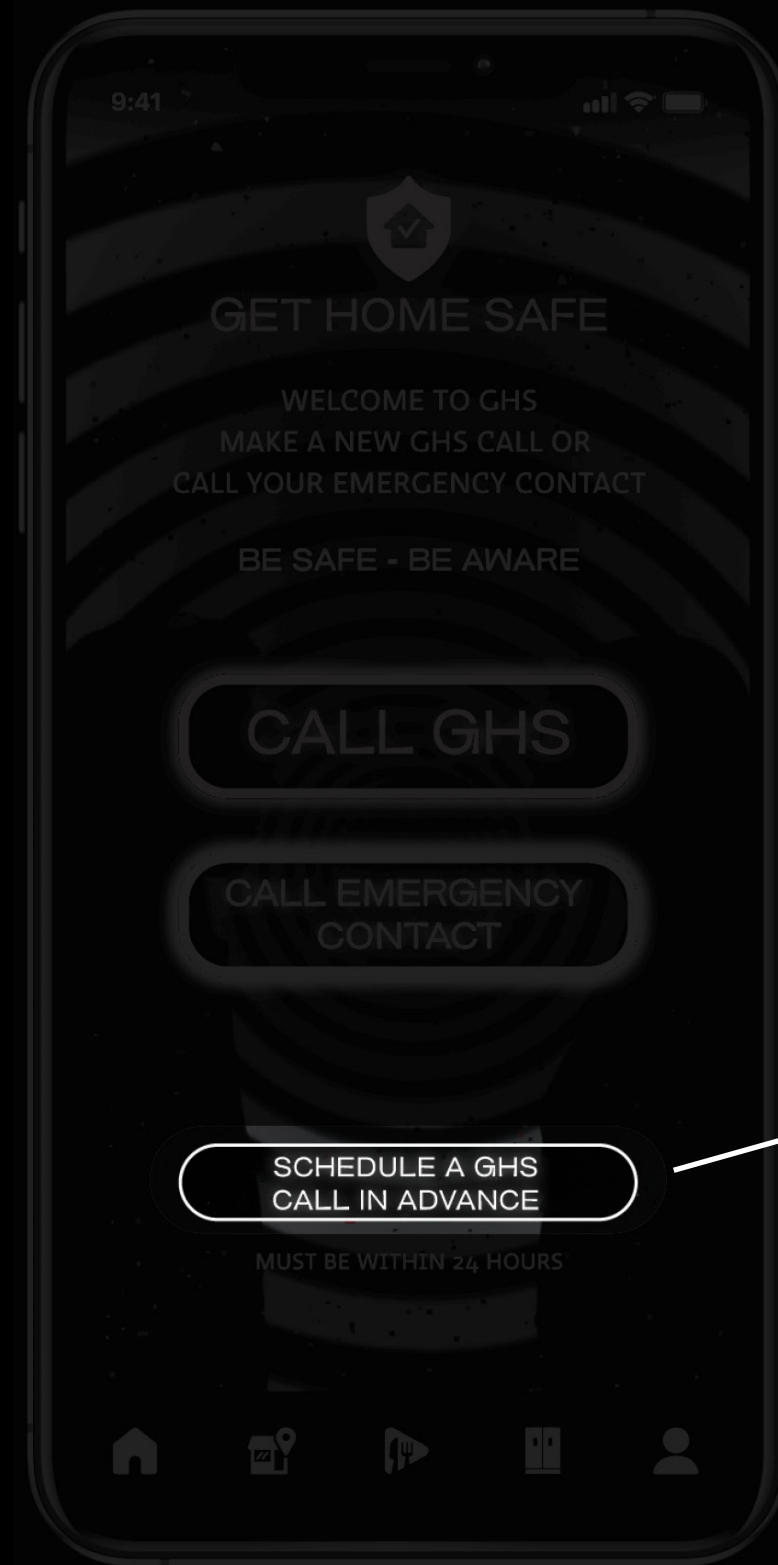 9:41
GET HOME SAFE
WELCOME TO GHS
MAKE A NEW GHS CALL OR
CALL YOUR EMERGENCY CONTACT
BE SAFE - BE AWARE
CALL GHS
CALL EMERGENCY
CONTACT
SCHEDULE A GHS
CALL IN ADVANCE
MUST BE WITHIN 24 HOURS